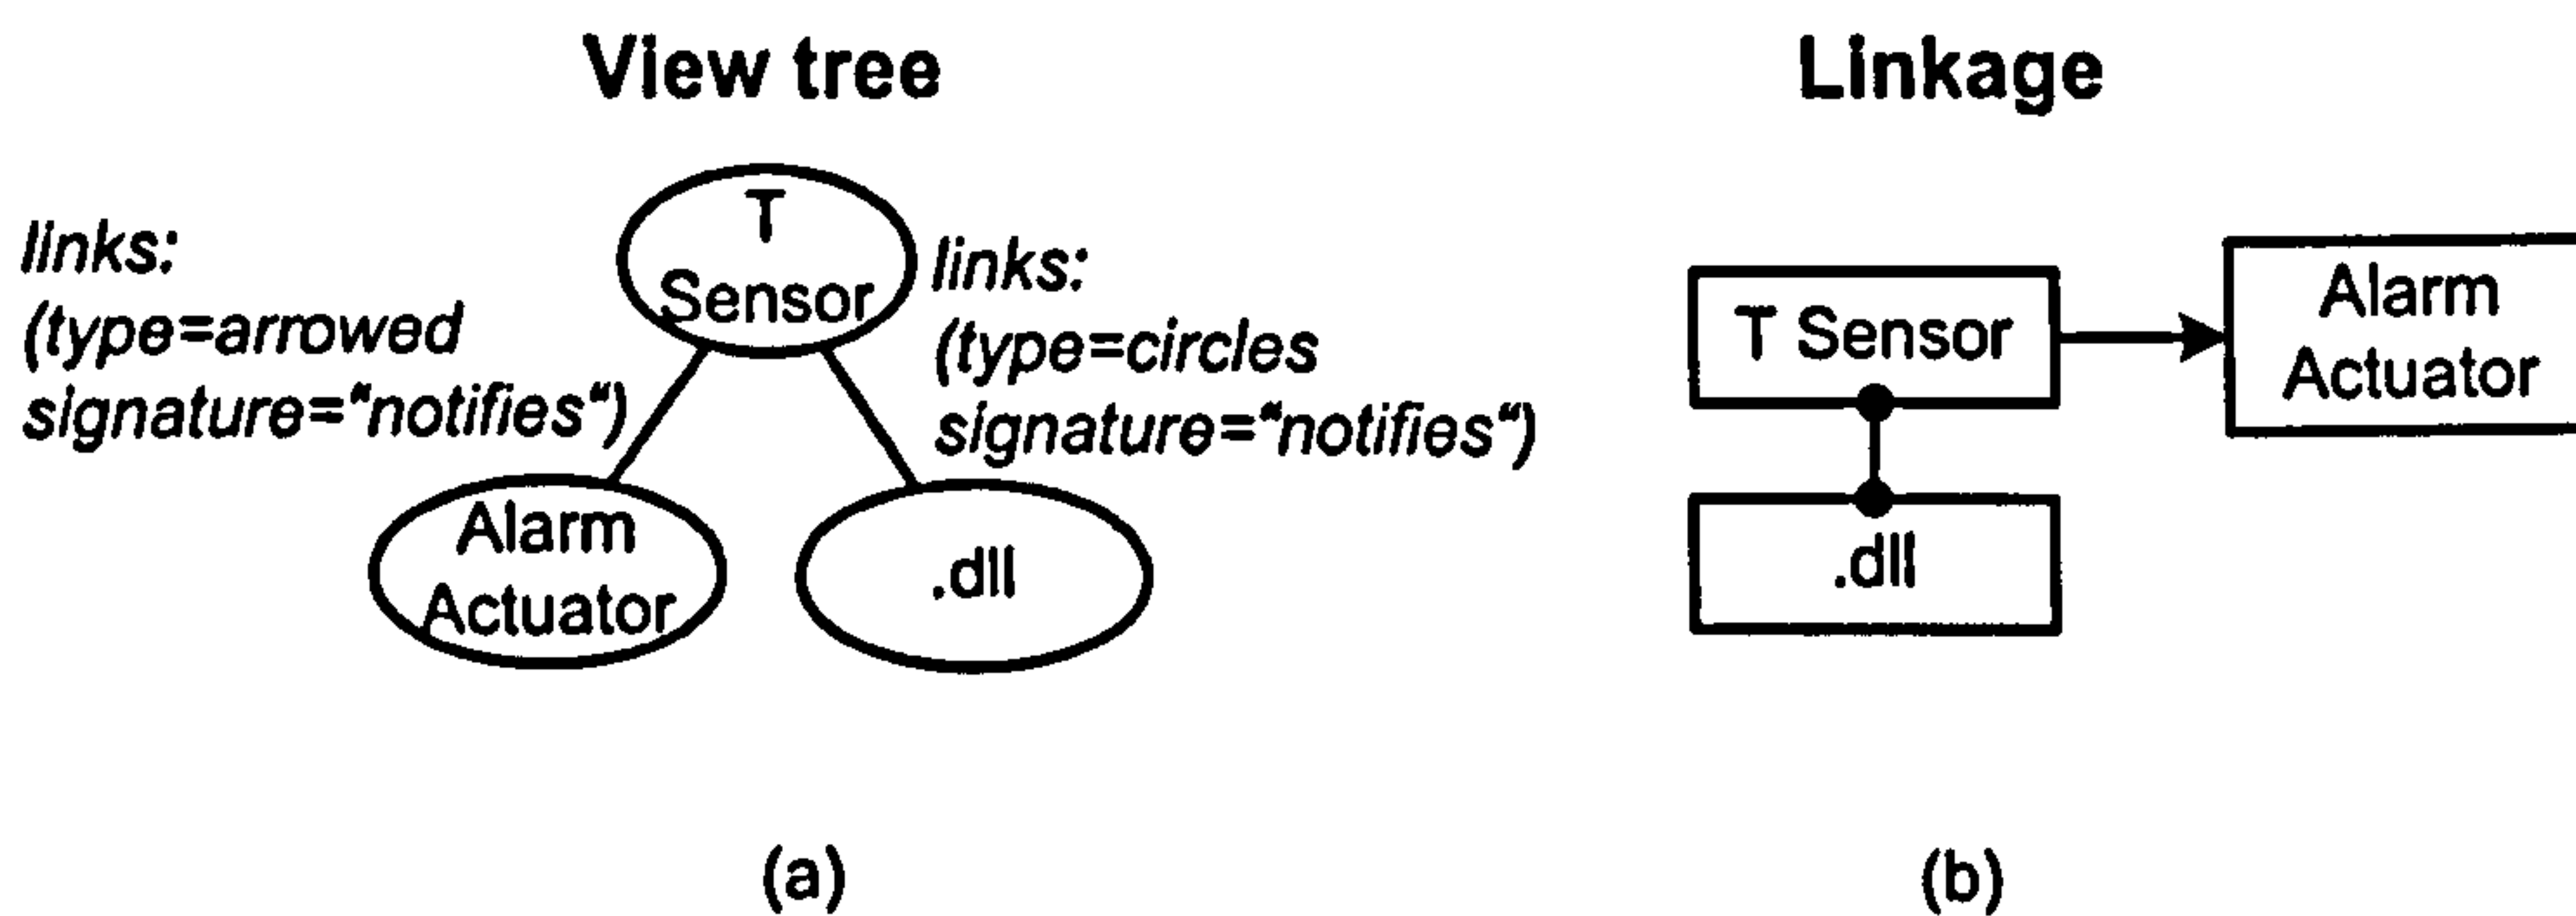 View tree
links:
(type=arrowed
signature="notifies“)
T
Sensor
links:
(type=circles
signature="notifies“)
Alarm
Actuator
.dll
(a)
Linkage
T Sensor
Alarm
Actuator
.dll
(b)